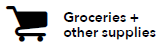 Groceries +
other supplies